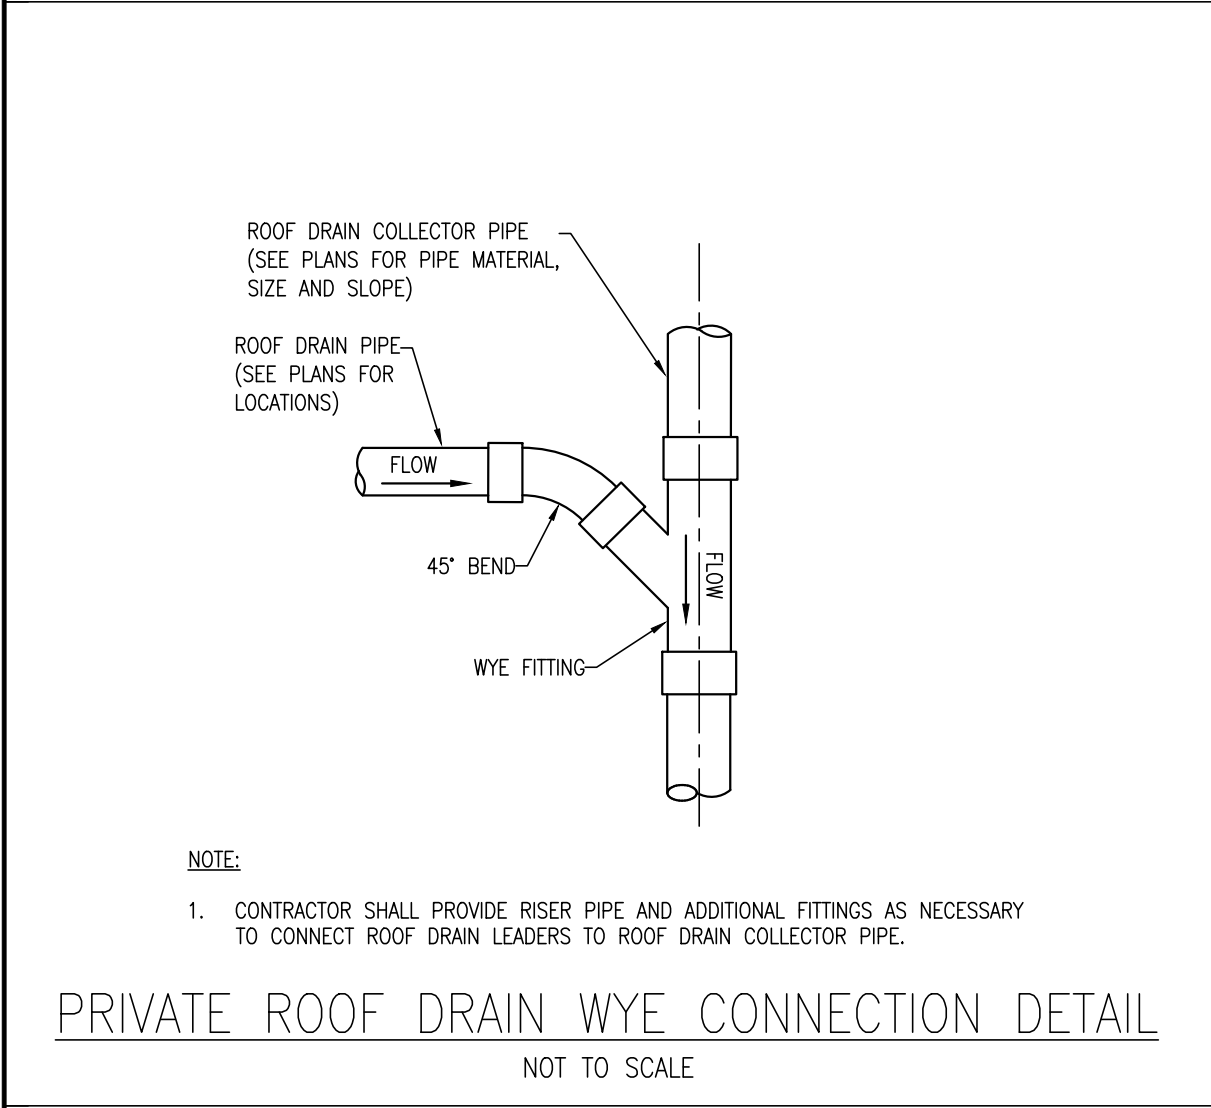 ROOF DRAIN COLLECTOR PIPE
(SEE PLANS FOR PIPE MATERIAL,
SIZE AND SLOPE)
ROOF DRAIN PIPE
(SEE PLANS FOR
LOCATIONS)
FLOW
45° BEND
FLOW
WYE FITTING
NOTE:
1. CONTRACTOR SHALL PROVIDE RISER PIPE AND ADDITIONAL FITTINGS AS NECESSARY
TO CONNECT ROOF DRAIN LEADERS TO ROOF DRAIN COLLECTOR PIPE.
PRIVATE ROOF DRAIN WYE CONNECTION DETAIL
NOT TO SCALE